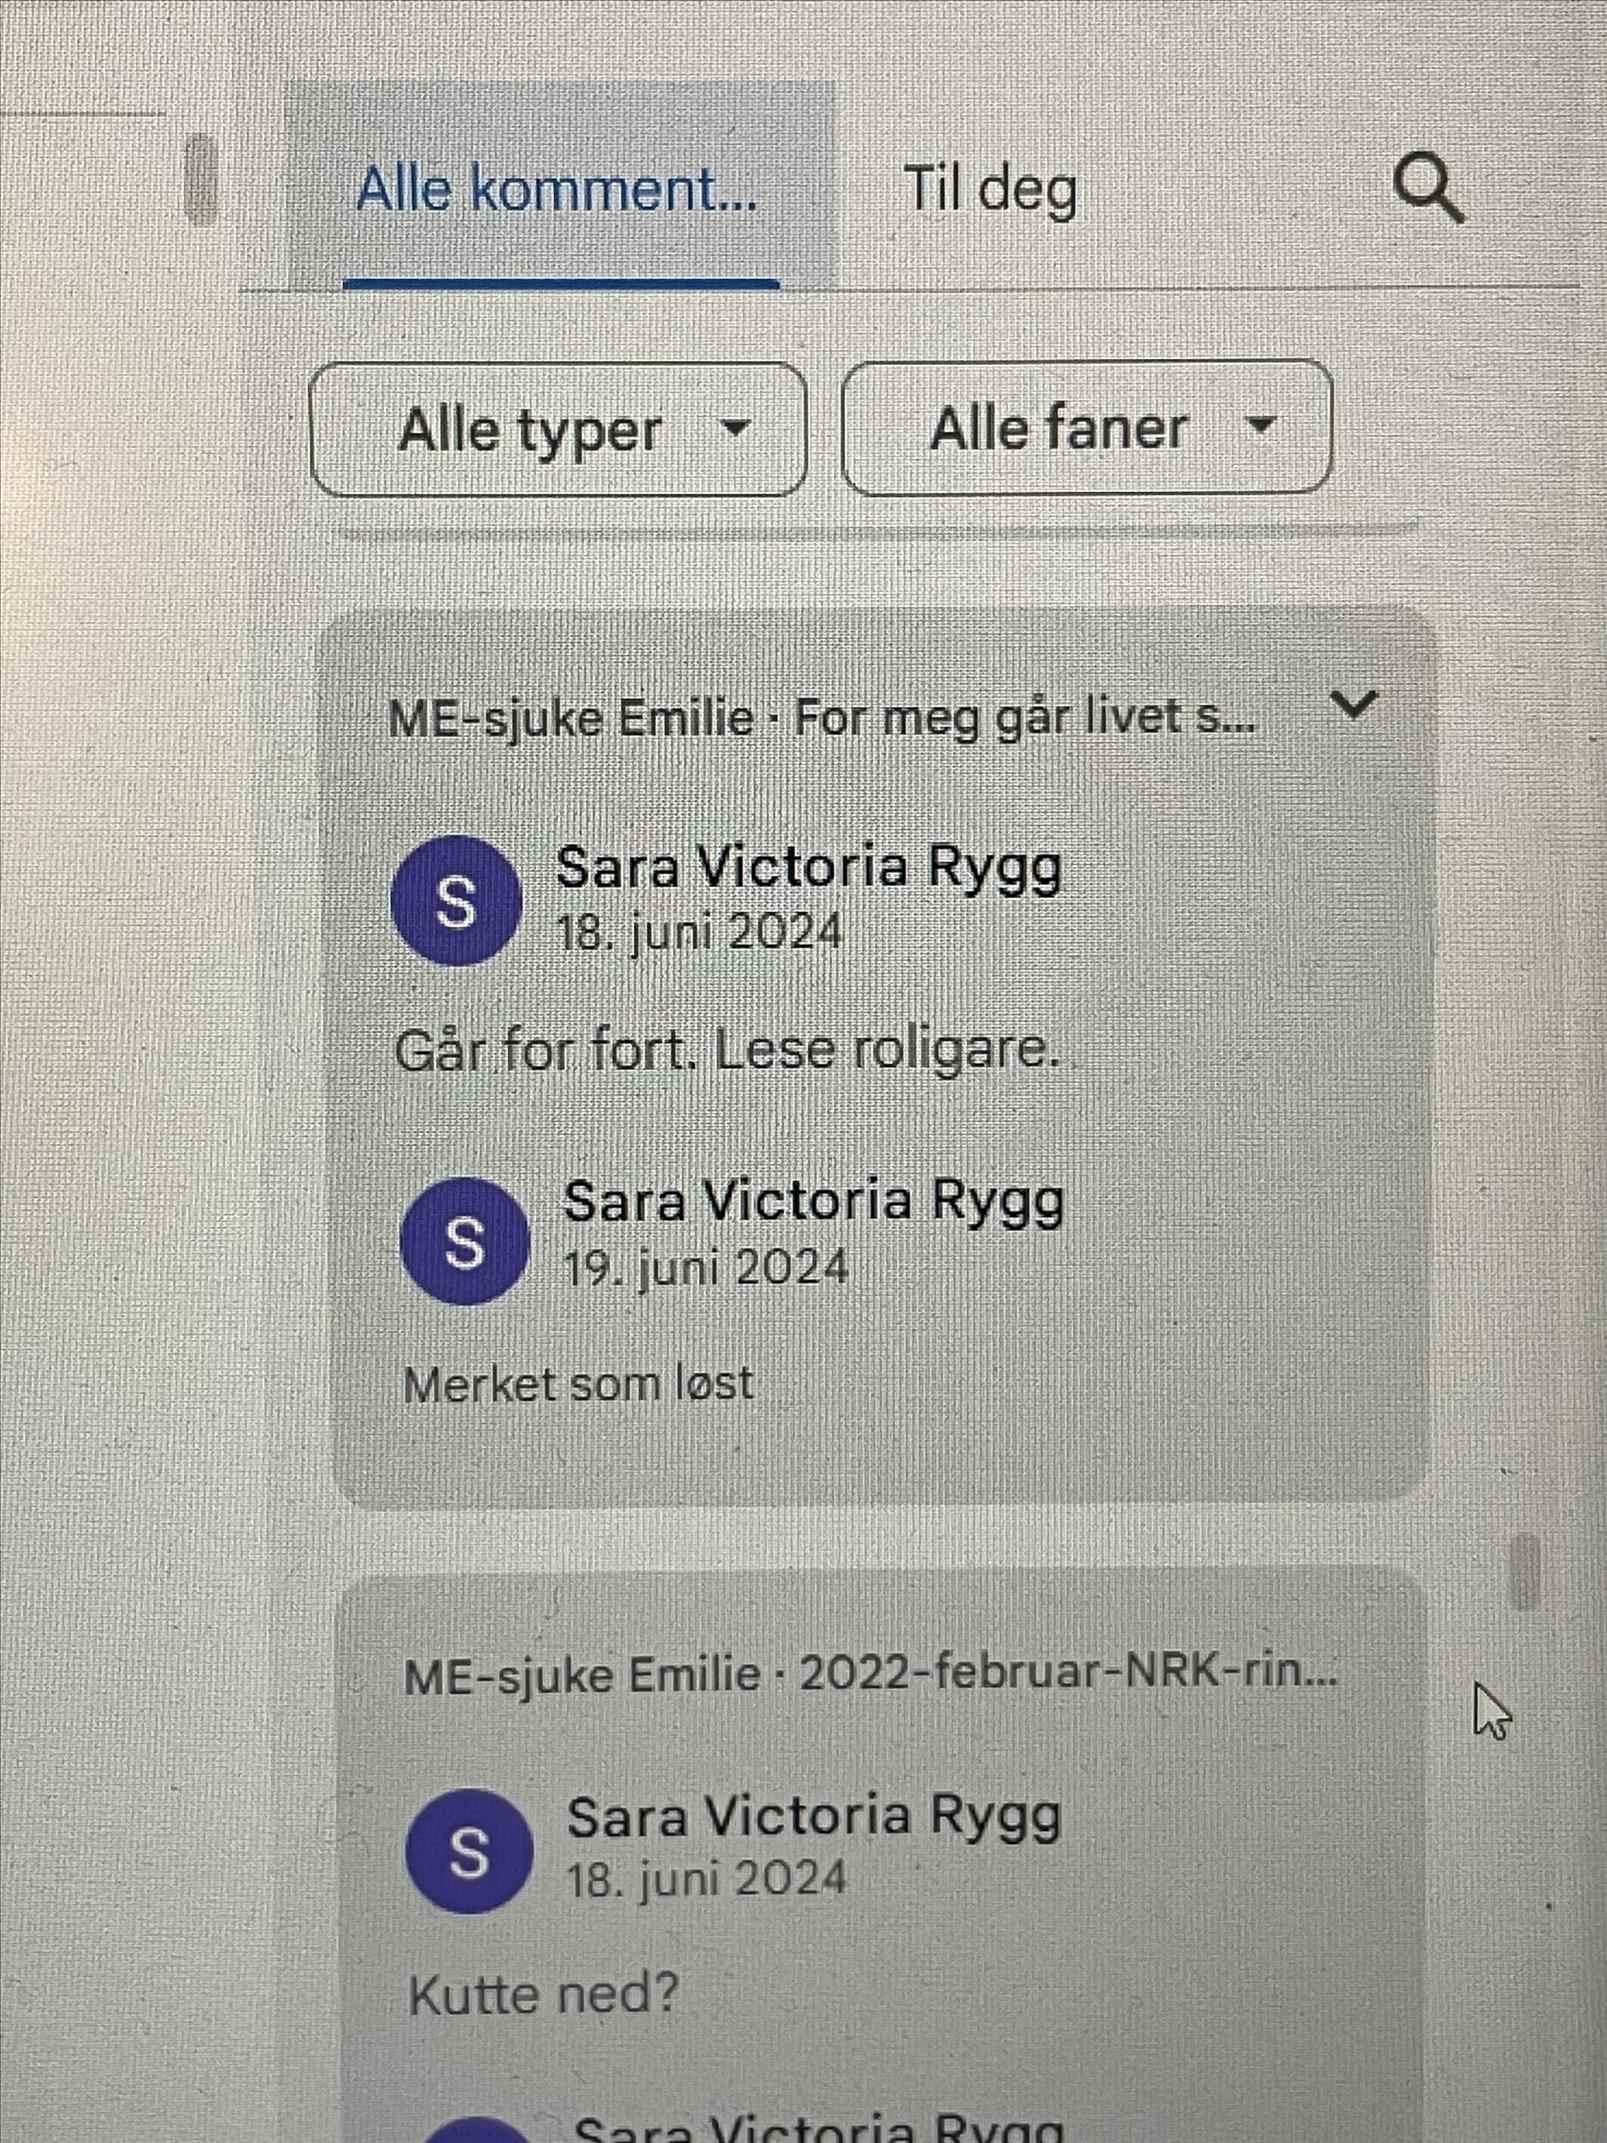 Alle komment...
Til deg
Alle typer
Alle faner
ME-sjuke Emilie · For meg går livet s...
S
Sara Victoria Rygg
18. juni 2024
Går for fort. Lese roligare.
S
Sara Victoria Rygg
19. juni 2024
Merket som løst
ME-sjuke Emilie · 2022-februar-NRK-rin...
S
Sara Victoria Rygg
18. juni 2024
Kutte ned?
Sara Victoria Rygg